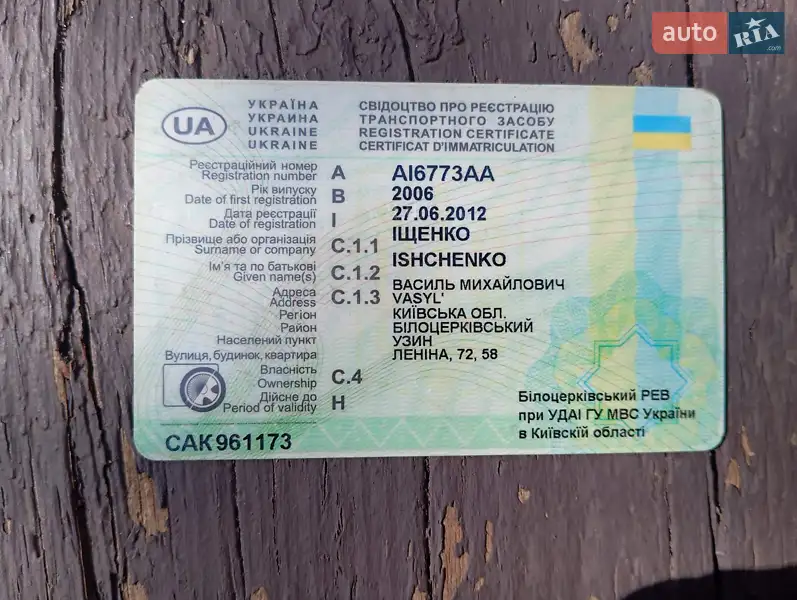 auto RIA .com
UA
УКРАЇНА
УКРАИНА
UKRAINE
UKRAINE
СВІДОЦТВО ПРО РЕЄСТРАЦІЮ
ТРАНСПОРТНОГО ЗАСОБУ
REGISTRATION CERTIFICATE
CERTIFICAT D'IMMATRICULATION
Реєстраційний номер
Registration number A AI6773AA
Рік випуску
Date of first registration B 2006
Дата реєстрації
Date of registration I 27.06.2012
Прізвище або організація
Surname or company C.1.1 ІЩЕНКО
ISHCHENKO
Ім'я та по батькові
Given name(s) C.1.2 ВАСИЛЬ МИХАЙЛОВИЧ
VASYL'
Адреса
Address C.1.3
Регіон КИЇВСЬКА ОБЛ.
Район БІЛОЦЕРКІВСЬКИЙ
Населений пункт УЗИН
Вулиця, будинок, квартира ЛЕНІНА, 72, 58
Власність
Ownership C.4
Дійсне до
Period of validity H
Білоцерківський РЕВ
при УДАІ ГУ МВС України
в Київскій області
САК961173